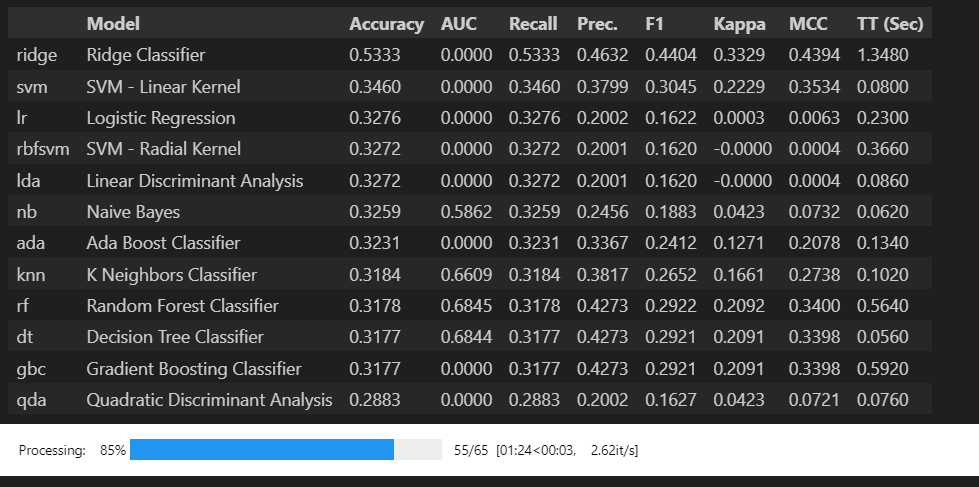 Model Accuracy AUC Recall Prec. F1 Kappa MCC TT (Sec)
ridge Ridge Classifier 0.5333 0.0000 0.5333 0.4632 0.4404 0.3329 0.4394 1.3480
svm SVM - Linear Kernel 0.3460 0.0000 0.3460 0.3799 0.3045 0.2229 0.3534 0.0800
lr Logistic Regression 0.3276 0.0000 0.3276 0.2002 0.1622 0.0003 0.0063 0.2300
rbfsvm SVM - Radial Kernel 0.3272 0.0000 0.3272 0.2001 0.1620 -0.0000 0.0004 0.3660
lda Linear Discriminant Analysis 0.3272 0.0000 0.3272 0.2001 0.1620 -0.0000 0.0004 0.0860
nb Naive Bayes 0.3259 0.5862 0.3259 0.2456 0.1883 0.0423 0.0732 0.0620
ada Ada Boost Classifier 0.3231 0.0000 0.3231 0.3367 0.2412 0.1271 0.2078 0.1340
knn K Neighbors Classifier 0.3184 0.6609 0.3184 0.3817 0.2652 0.1661 0.2738 0.1020
rf Random Forest Classifier 0.3178 0.6845 0.3178 0.4273 0.2922 0.2092 0.3400 0.5640
dt Decision Tree Classifier 0.3177 0.6844 0.3177 0.4273 0.2921 0.2091 0.3398 0.0560
gbc Gradient Boosting Classifier 0.3177 0.0000 0.3177 0.4273 0.2921 0.2091 0.3398 0.5920
qda Quadratic Discriminant Analysis 0.2883 0.0000 0.2883 0.2002 0.1627 0.0423 0.0721 0.0760
Processing: 85% 55/65 [01:24<00:03, 2.62it/s]